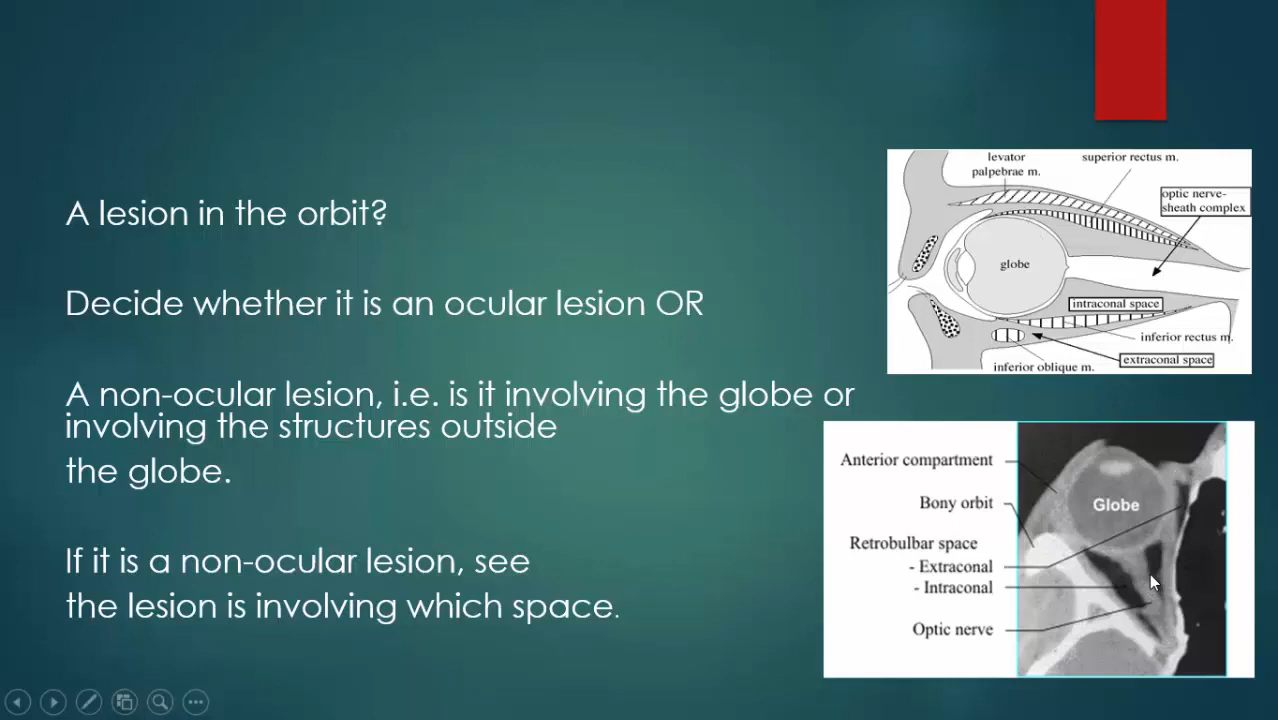 A lesion in the orbit?
Decide whether it is an ocular lesion OR
A non-ocular lesion, i.e. is it involving the globe or
involving the structures outside
the globe.
If it is a non-ocular lesion, see
the lesion is involving which space.
levator
palpebrae m.
superior rectus m.
optic nerve-
sheath complex
globe
intraconal space
inferior rectus m.
extraconal space
inferior oblique m.
Anterior compartment
Globe
Bony orbit
Retrobulbar space
- Extraconal
- Intraconal
Optic nerve